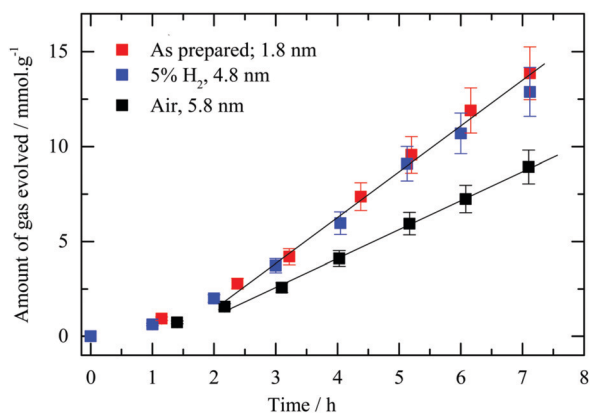 15
As prepared; 1.8 nm
5% H₂, 4.8 nm
Air, 5.8 nm
10
5
0
Amount of gas evolved / mmol.g⁻¹
0 1 2 3 4 5 6 7 8
Time / h